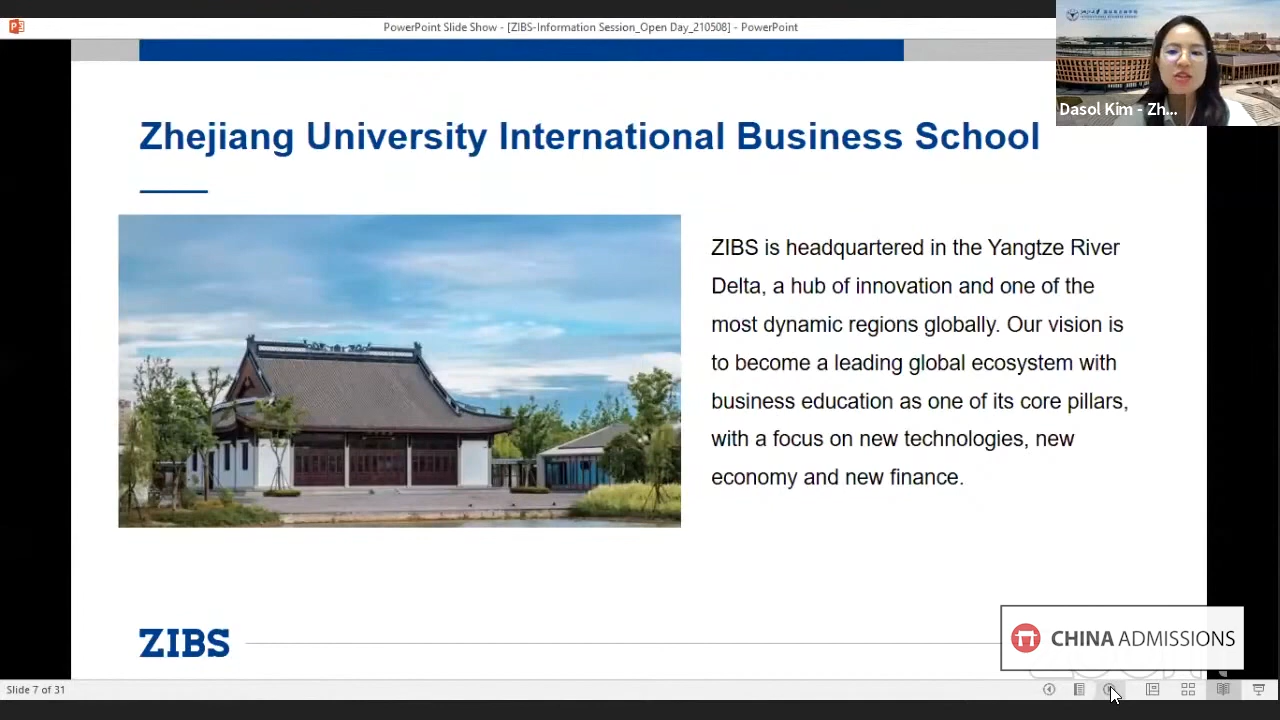 PowerPoint Slide Show - [ZIBS-Information Session_Open Day_210508] - PowerPoint
Dasol Kim - Zh...
Zhejiang University International Business School
ZIBS is headquartered in the Yangtze River
Delta, a hub of innovation and one of the
most dynamic regions globally. Our vision is
to become a leading global ecosystem with
business education as one of its core pillars,
with a focus on new technologies, new
economy and new finance.
ZIBS
CHINA ADMISSIONS
Slide 7 of 31